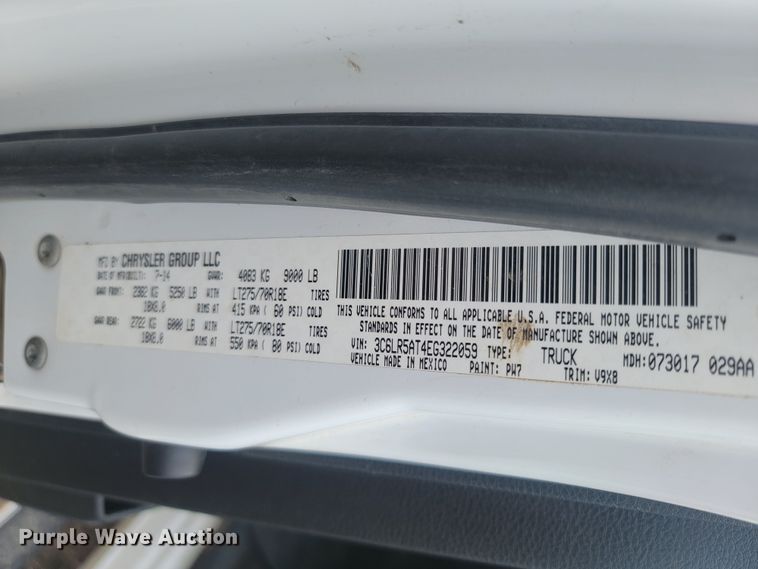 MFD BY CHRYSLER GROUP LLC
DATE OF MFR(BUILT): 7-14 GVWR: 4083 KG 9000 LB
GAWR FRONT: 2382 KG 5250 LB WITH LT275/70R18E TIRES
18X8.0 RIMS AT 415 KPA ( 60 PSI) COLD
GAWR REAR: 2722 KG 6000 LB WITH LT275/70R18E TIRES
18X8.0 RIMS AT 550 KPA ( 80 PSI) COLD
THIS VEHICLE CONFORMS TO ALL APPLICABLE U.S.A. FEDERAL MOTOR VEHICLE SAFETY
STANDARDS IN EFFECT ON THE DATE OF MANUFACTURE SHOWN ABOVE.
VIN: 3C6LR5AT4EG322059 TYPE: TRUCK MDH:073017 029AA
VEHICLE MADE IN MEXICO PAINT: PW7 TRIM: V9X8
Purple Wave Auction